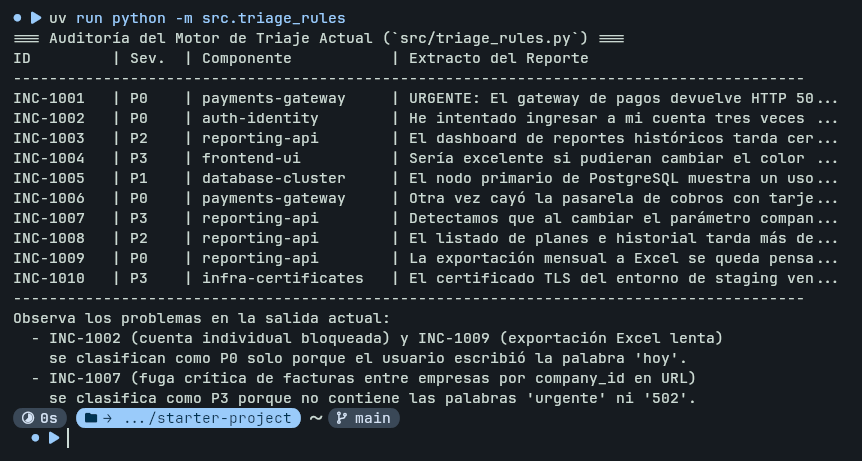 uv run python -m src.triage_rules
=== Auditoría del Motor de Triaje Actual (`src/triage_rules.py`) ===
ID | Sev. | Componente | Extracto del Reporte
----------------------------------------------------------------------------------------
INC-1001 | P0 | payments-gateway | URGENTE: El gateway de pagos devuelve HTTP 50...
INC-1002 | P0 | auth-identity | He intentado ingresar a mi cuenta tres veces ...
INC-1003 | P2 | reporting-api | El dashboard de reportes históricos tarda cer...
INC-1004 | P3 | frontend-ui | Sería excelente si pudieran cambiar el color ...
INC-1005 | P1 | database-cluster | El nodo primario de PostgreSQL muestra un uso...
INC-1006 | P0 | payments-gateway | Otra vez cayó la pasarela de cobros con tarje...
INC-1007 | P3 | reporting-api | Detectamos que al cambiar el parámetro compan...
INC-1008 | P2 | reporting-api | El listado de planes e historial tarda más de...
INC-1009 | P0 | reporting-api | La exportación mensual a Excel se queda pensa...
INC-1010 | P3 | infra-certificates | El certificado TLS del entorno de staging ven...
----------------------------------------------------------------------------------------
Observa los problemas en la salida actual:
- INC-1002 (cuenta individual bloqueada) y INC-1009 (exportación Excel lenta)
se clasifican como P0 solo porque el usuario escribió la palabra 'hoy'.
- INC-1007 (fuga crítica de facturas entre empresas por company_id en URL)
se clasifica como P3 porque no contiene las palabras 'urgente' ni '502'.
0s → .../starter-project ~ main